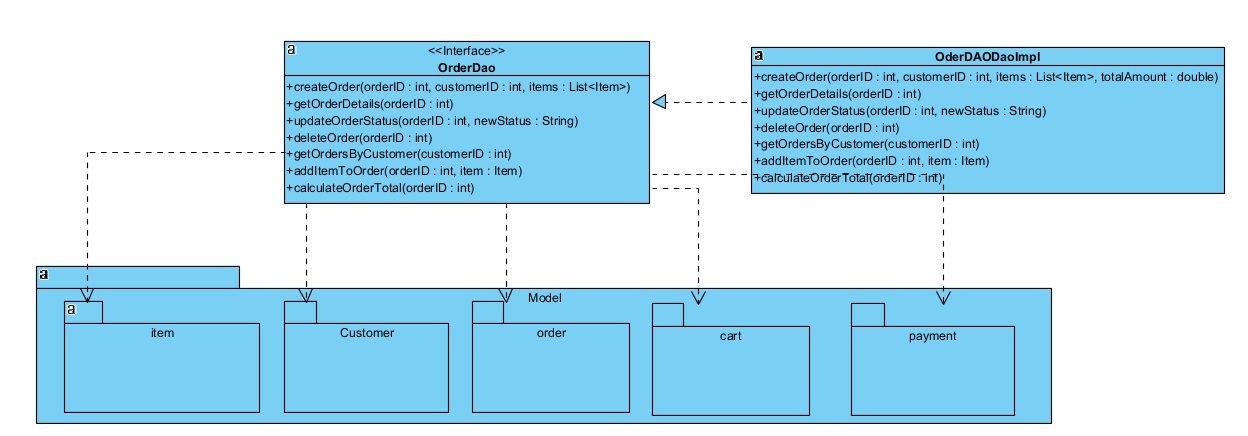 a
<<Interface>>
OrderDao
+createOrder(orderID : int, customerID : int, items : List<Item>)
+getOrderDetails(orderID : int)
+updateOrderStatus(orderID : int, newStatus : String)
+deleteOrder(orderID : int)
+getOrdersByCustomer(customerID : int)
+addItemToOrder(orderID : int, item : Item)
+calculateOrderTotal(orderID : int)
a
OderDAODaoImpl
+createOrder(orderID : int, customerID : int, items : List<Item>, totalAmount : double)
+getOrderDetails(orderID : int)
+updateOrderStatus(orderID : int, newStatus : String)
+deleteOrder(orderID : int)
+getOrdersByCustomer(customerID : int)
+addItemToOrder(orderID : int, item : Item)
+calculateOrderTotal(orderID : int)
a
Model
a
item
Customer
order
cart
payment